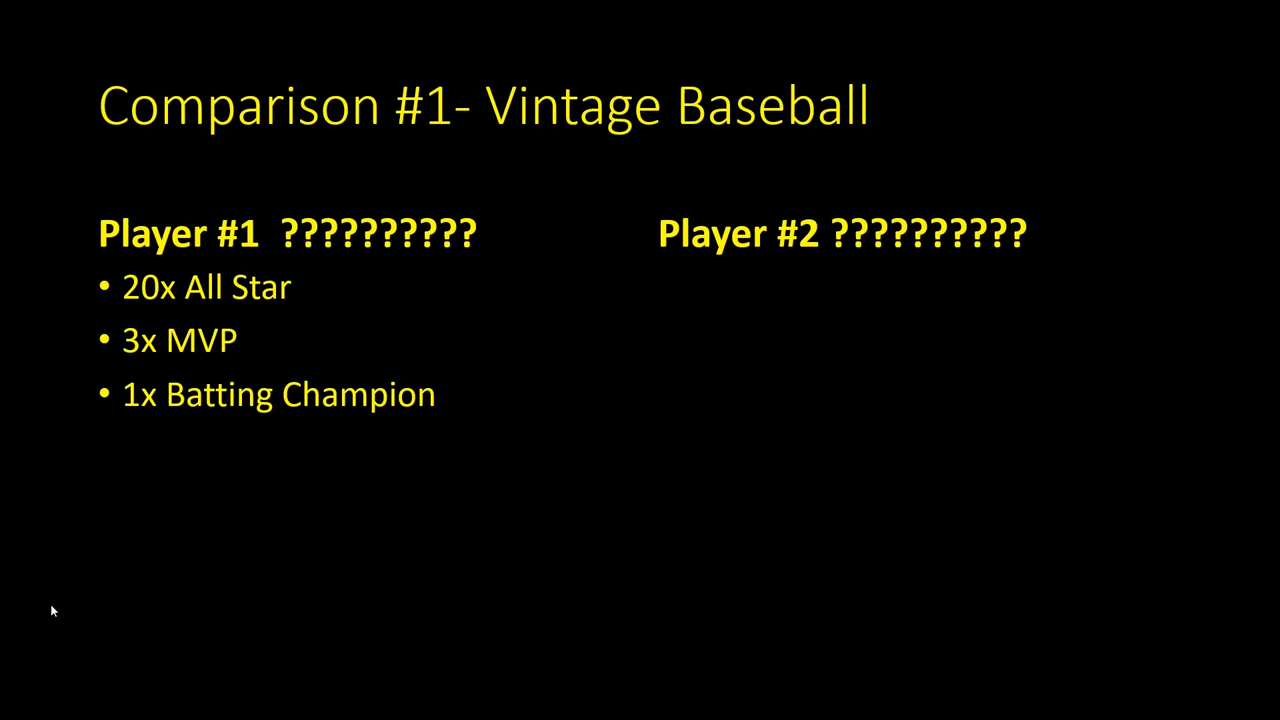 Comparison #1- Vintage Baseball
Player #1 ??????????
Player #2 ??????????
• 20x All Star
• 3x MVP
• 1x Batting Champion